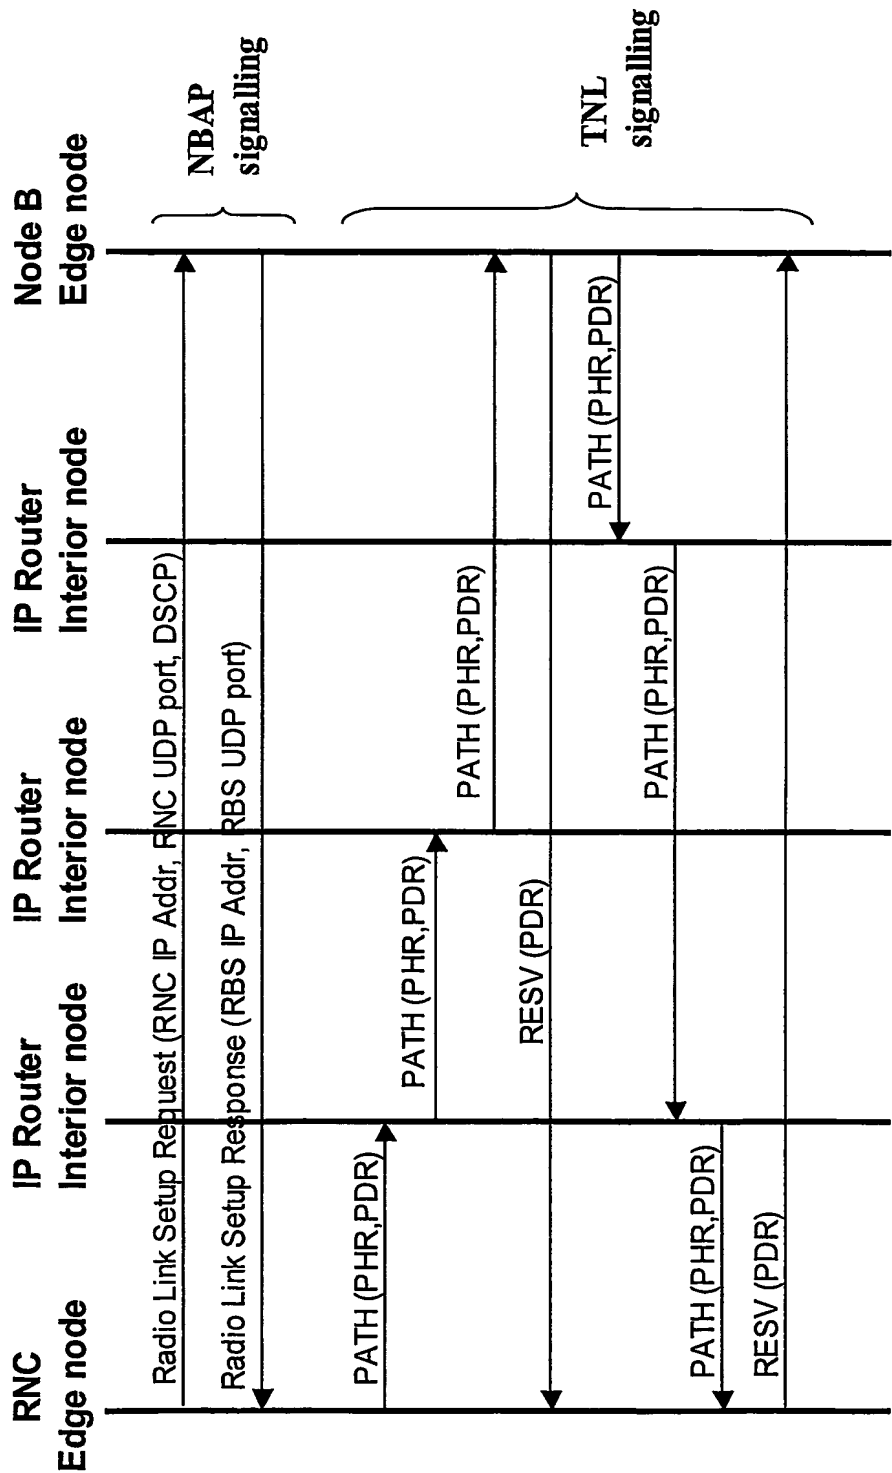 RNC
Edge node
IP Router
Interior node
IP Router
Interior node
IP Router
Interior node
Node B
Edge node
Radio Link Setup Request (RNC IP Addr, RNC UDP port, DSCP)
Radio Link Setup Response (RBS IP Addr, RBS UDP port)
NBAP
signalling
PATH (PHR,PDR)
PATH (PHR,PDR)
PATH (PHR,PDR)
RESV (PDR)
PATH (PHR,PDR)
PATH (PHR,PDR)
PATH (PHR,PDR)
RESV (PDR)
TNL
signalling